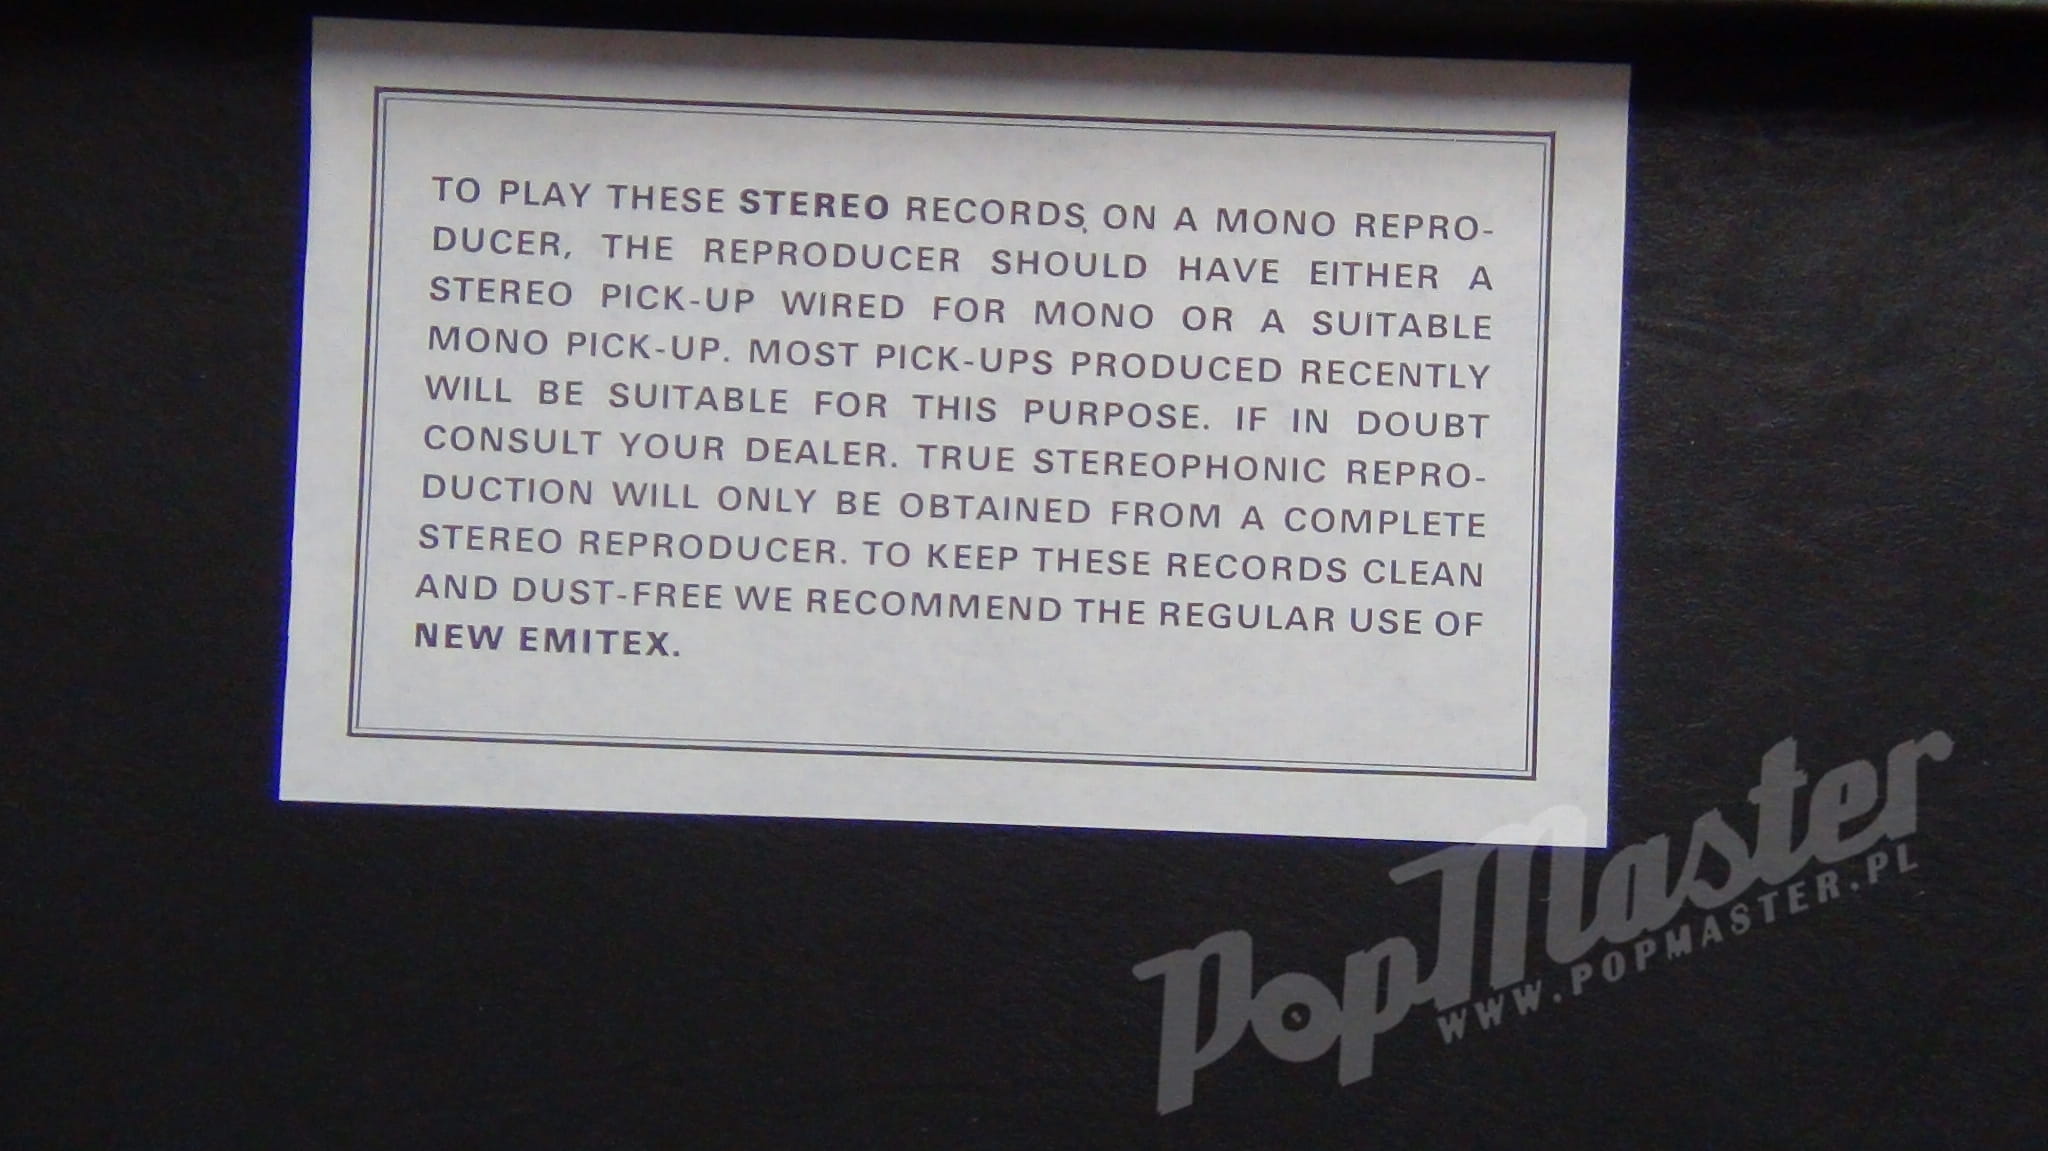 TO PLAY THESE STEREO RECORDS, ON A MONO REPRO-
DUCER, THE REPRODUCER SHOULD HAVE EITHER A
STEREO PICK-UP WIRED FOR MONO OR A SUITABLE
MONO PICK-UP. MOST PICK-UPS PRODUCED RECENTLY
WILL BE SUITABLE FOR THIS PURPOSE. IF IN DOUBT
CONSULT YOUR DEALER. TRUE STEREOPHONIC REPRO-
DUCTION WILL ONLY BE OBTAINED FROM A COMPLETE
STEREO REPRODUCER. TO KEEP THESE RECORDS CLEAN
AND DUST-FREE WE RECOMMEND THE REGULAR USE OF
NEW EMITEX.
PopMaster
WWW.POPMASTER.PL